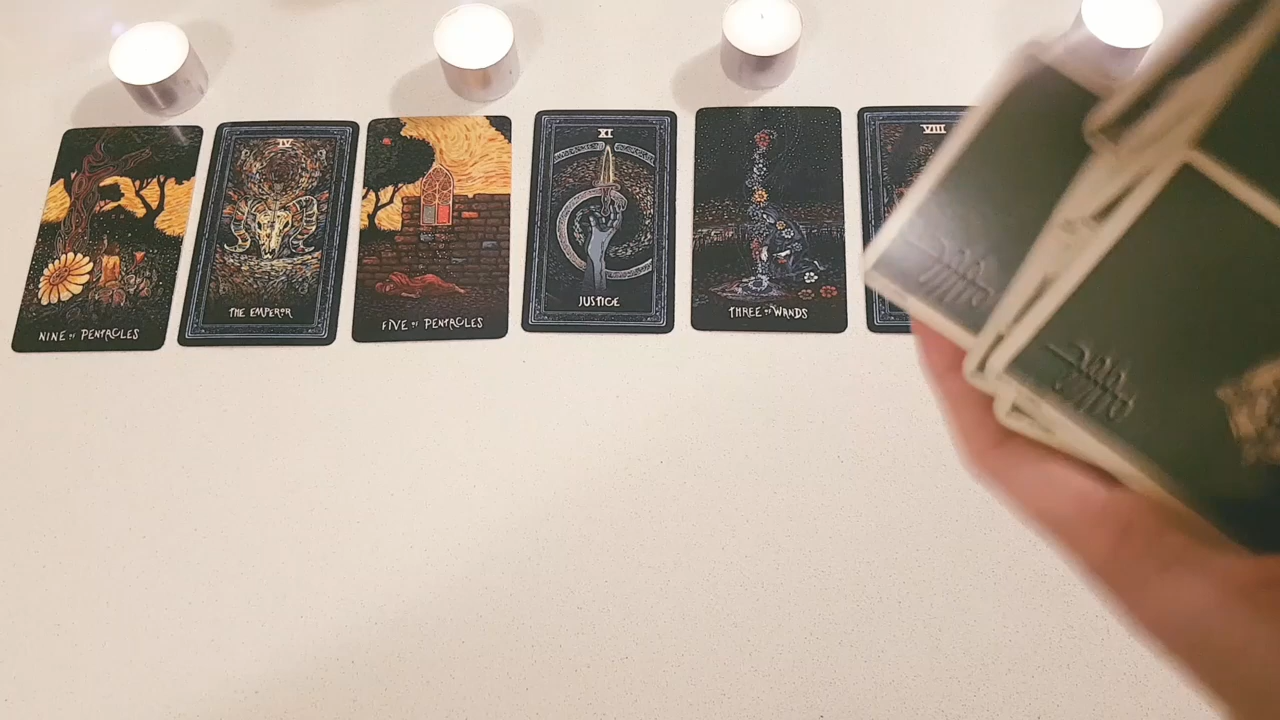 NINE OF PENTACLES
IV
THE EMPEROR
FIVE OF PENTACLES
XI
JUSTICE
THREE OF WANDS
VIII